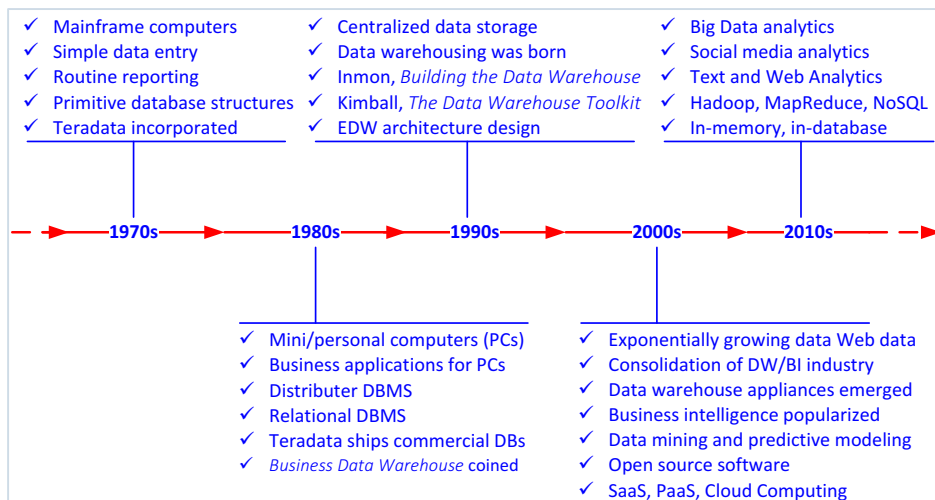 ✓ Mainframe computers
✓ Simple data entry
✓ Routine reporting
✓ Primitive database structures
✓ Teradata incorporated
✓ Centralized data storage
✓ Data warehousing was born
✓ Inmon, Building the Data Warehouse
✓ Kimball, The Data Warehouse Toolkit
✓ EDW architecture design
✓ Big Data analytics
✓ Social media analytics
✓ Text and Web Analytics
✓ Hadoop, MapReduce, NoSQL
✓ In-memory, in-database
1970s
1980s
1990s
2000s
2010s
✓ Mini/personal computers (PCs)
✓ Business applications for PCs
✓ Distributer DBMS
✓ Relational DBMS
✓ Teradata ships commercial DBs
✓ Business Data Warehouse coined
✓ Exponentially growing data Web data
✓ Consolidation of DW/BI industry
✓ Data warehouse appliances emerged
✓ Business intelligence popularized
✓ Data mining and predictive modeling
✓ Open source software
✓ SaaS, PaaS, Cloud Computing